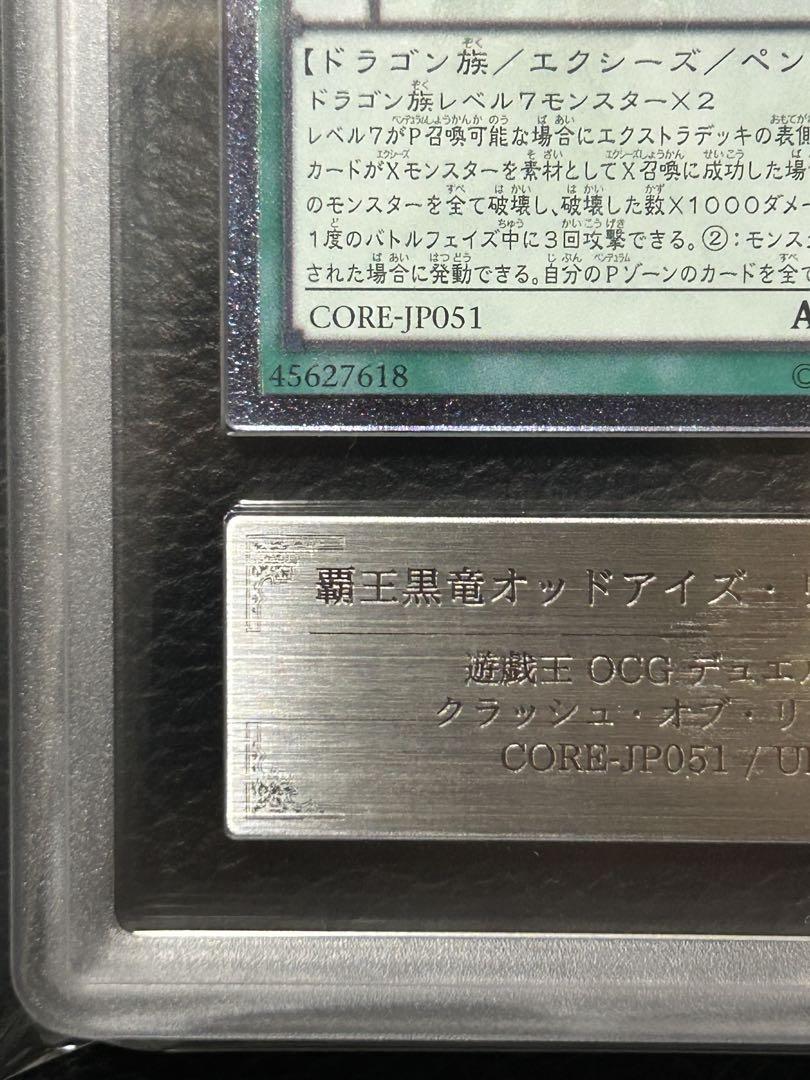 【ドラゴン族／エクシーズ／ペン
ドラゴン族レベル7モンスター×2
レベル7がP召喚可能な場合にエクストラデッキの表側
カードがXモンスターを素材としてX召喚に成功した場
のモンスターを全て破壊し、破壊した数×1000ダメー
1度のバトルフェイズ中に3回攻撃できる。②：モンス
された場合に発動できる。自分のPゾーンのカードを全て
CORE-JP051
45627618
覇王黒竜オッドアイズ・
遊戯王 OCG デュエル
クラッシュ・オブ・リ
CORE-JP051 / Ul